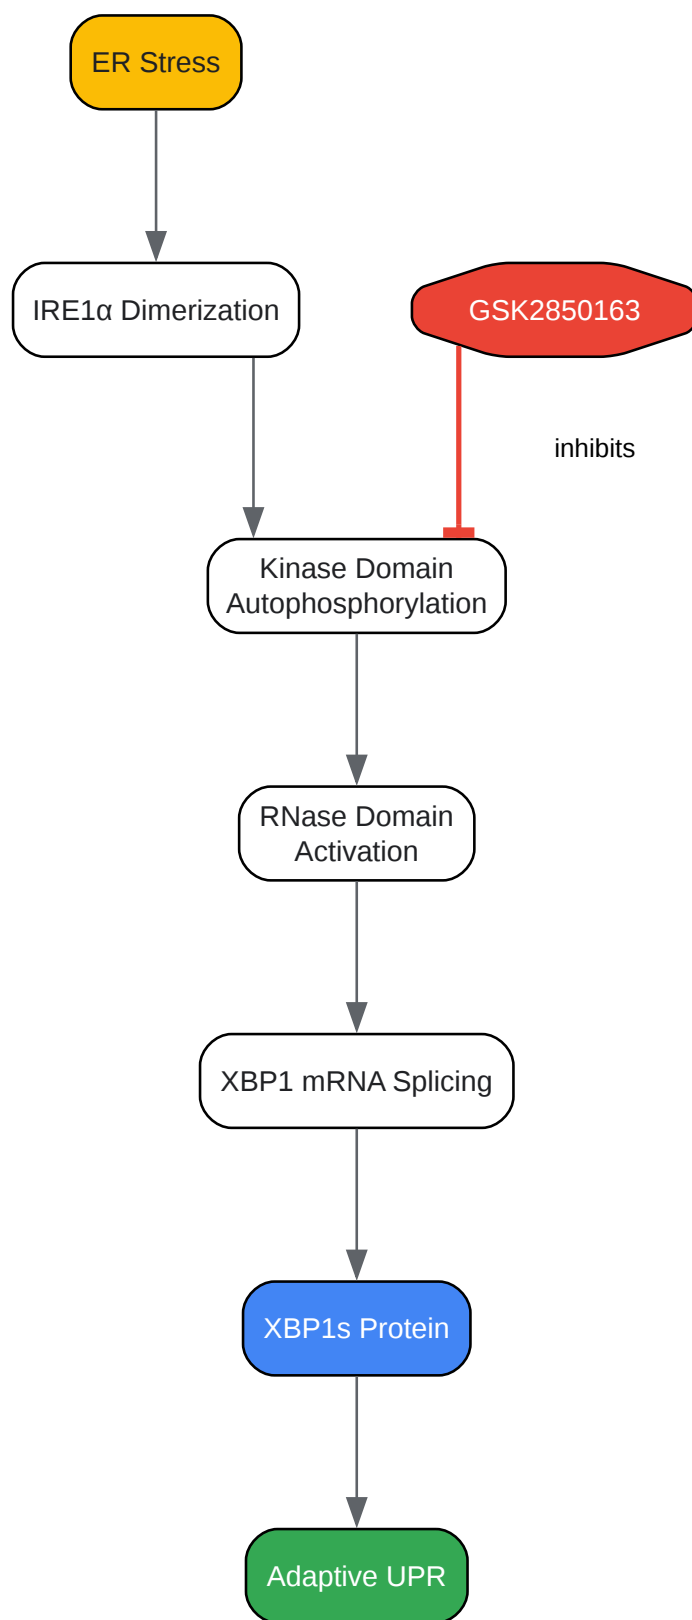 ER Stress
IRE1α Dimerization
GSK2850163
inhibits
Kinase Domain
Autophosphorylation
RNase Domain
Activation
XBP1 mRNA Splicing
XBP1s Protein
Adaptive UPR